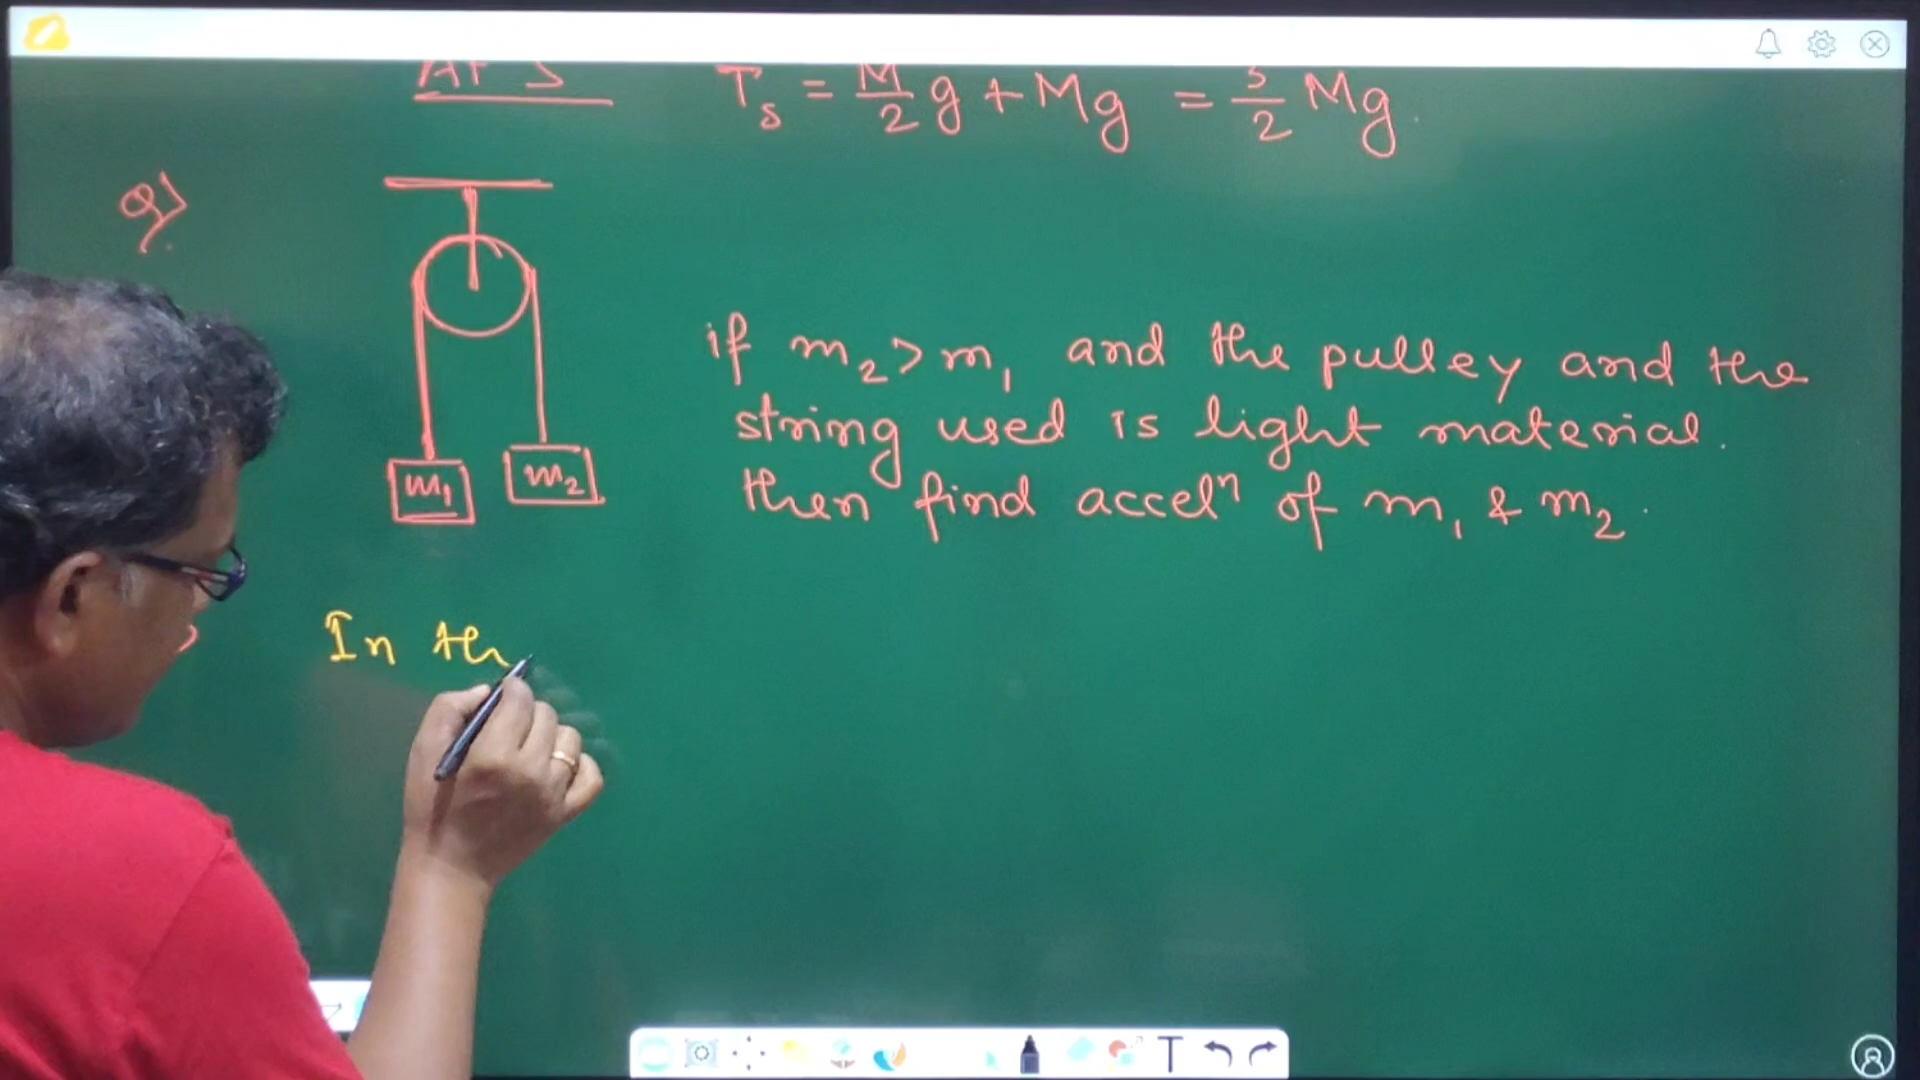 T_s = M/2 g + Mg = 3/2 Mg.
Q)
if m₂ > m₁ and the pulley and the
string used is light material.
then find accelⁿ of m₁ & m₂.
m₁ m₂
In th
T